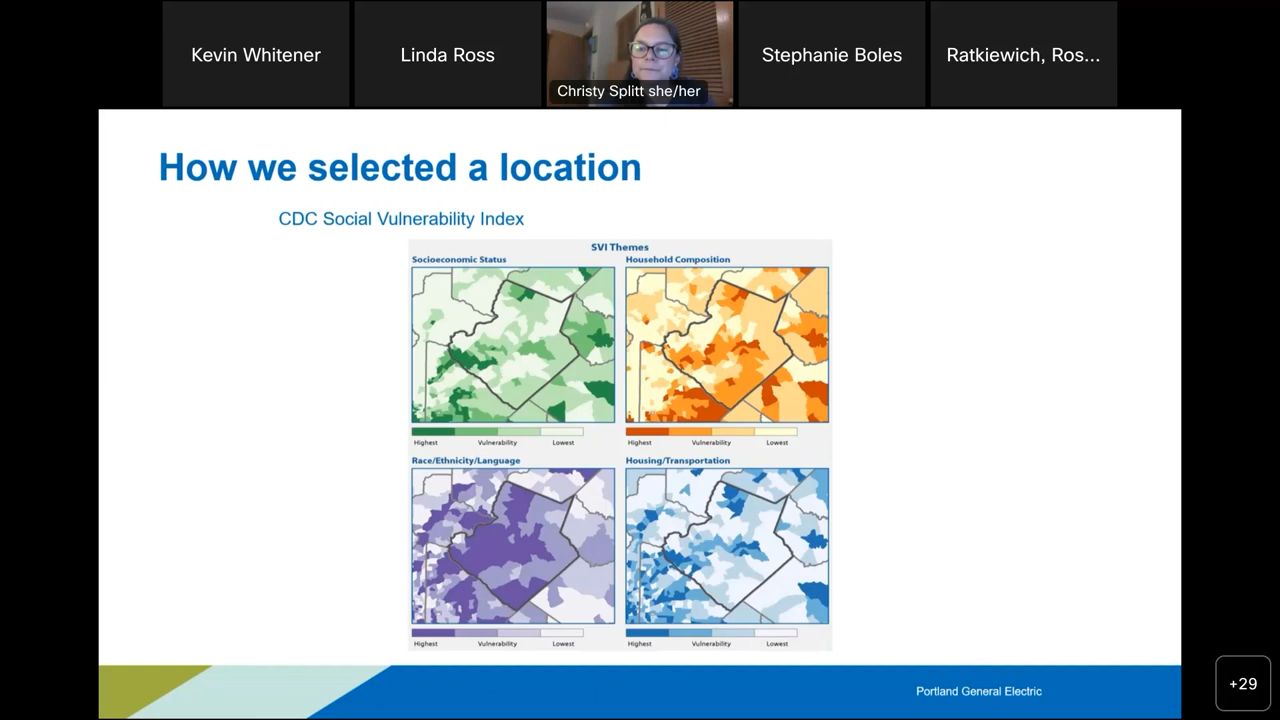 Kevin Whitener
Linda Ross
Christy Splitt she/her
Stephanie Boles
Ratkiewich, Ros...
How we selected a location
CDC Social Vulnerability Index
SVI Themes
Socioeconomic Status
Household Composition
Highest Vulnerability Lowest
Highest Vulnerability Lowest
Race/Ethnicity/Language
Housing/Transportation
Highest Vulnerability Lowest
Highest Vulnerability Lowest
Portland General Electric
+29